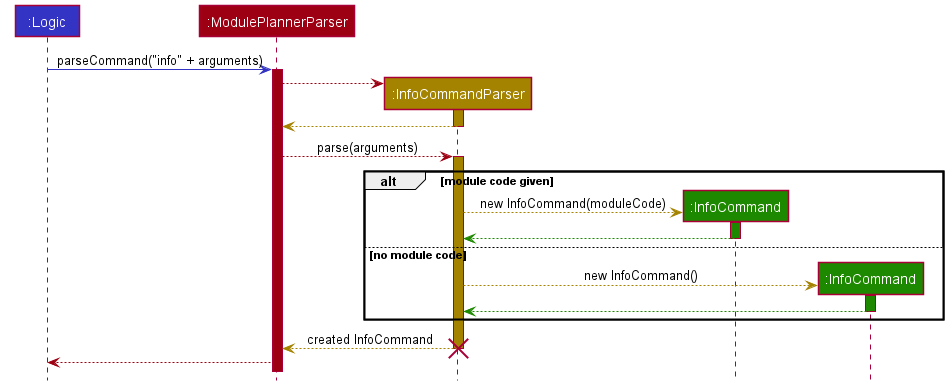 :Logic
:ModulePlannerParser
parseCommand("info" + arguments)
:InfoCommandParser
parse(arguments)
alt
[module code given]
new InfoCommand(moduleCode)
:InfoCommand
[no module code]
new InfoCommand()
:InfoCommand
created InfoCommand